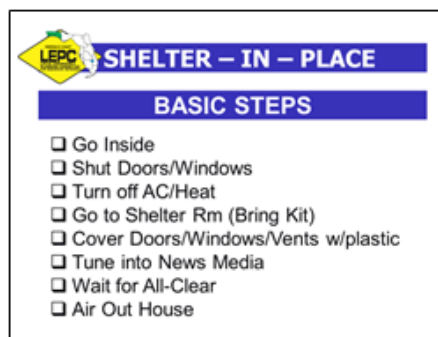 LEPC
SHELTER – IN – PLACE
BASIC STEPS
❑ Go Inside
❑ Shut Doors/Windows
❑ Turn off AC/Heat
❑ Go to Shelter Rm (Bring Kit)
❑ Cover Doors/Windows/Vents w/plastic
❑ Tune into News Media
❑ Wait for All-Clear
❑ Air Out House